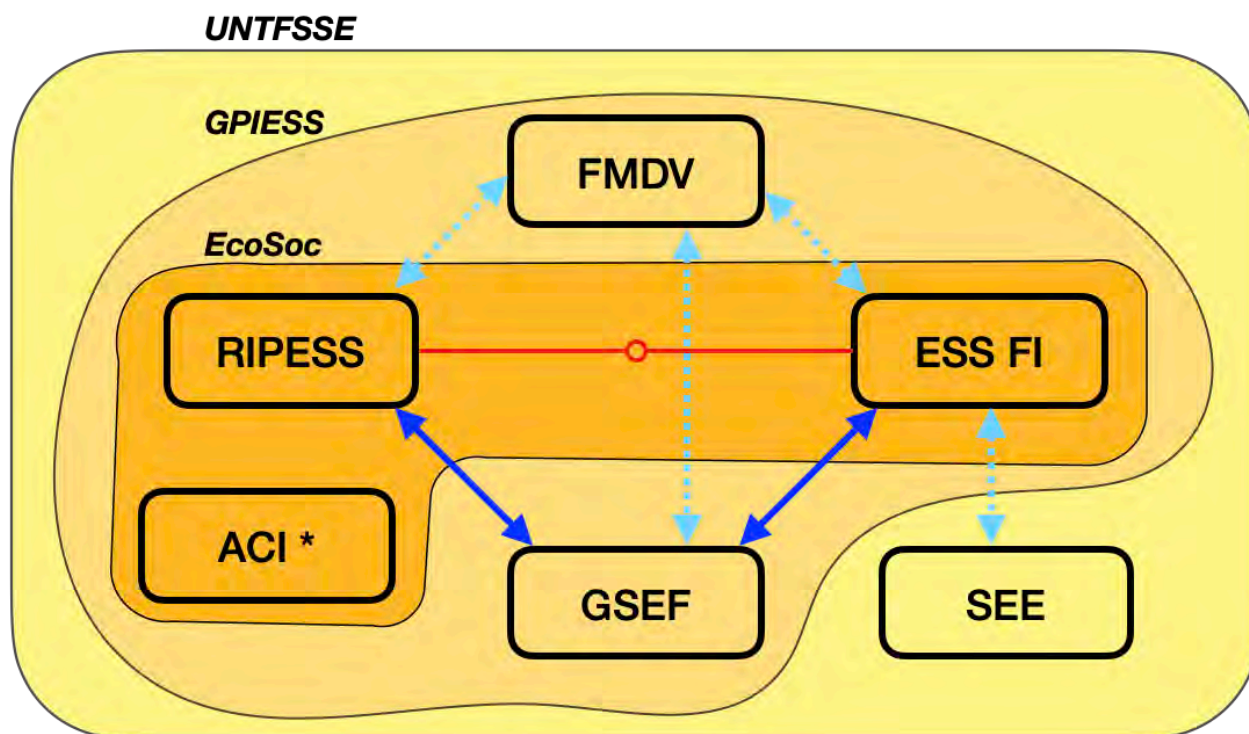 UNTFSSE
GPIESS
FMDV
EcoSoc
RIPESS
ESS FI
ACI *
GSEF
SEE